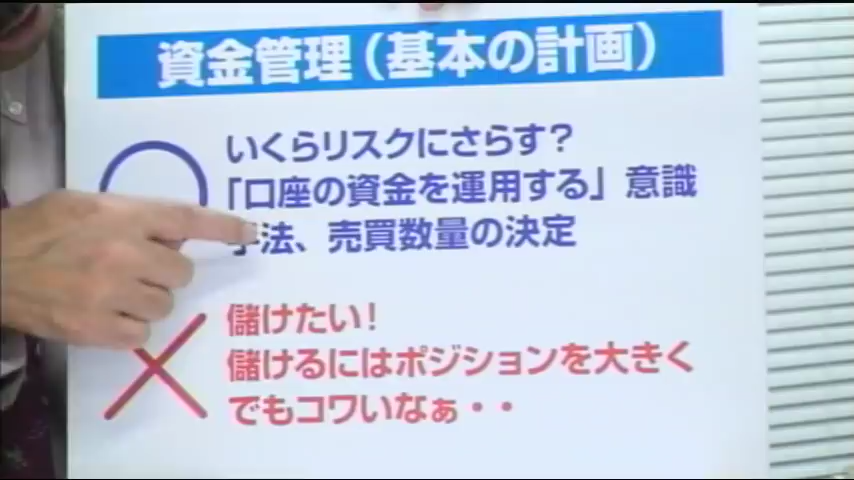 資金管理（基本の計画）
いくらリスクにさらす？
「口座の資金を運用する」意識
手法、売買数量の決定
儲けたい！
儲けるにはポジションを大きく
でもコワいなぁ・・